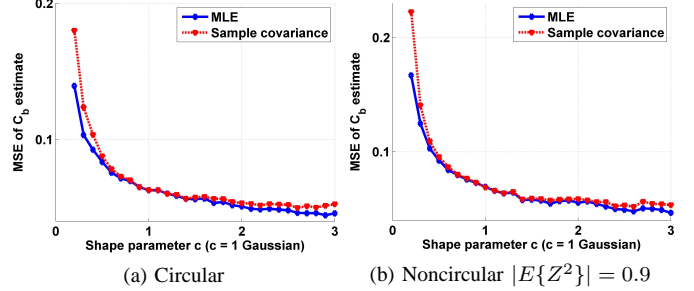 0.2
0.1
MSE of C_b estimate
MLE
Sample covariance
0 1 2 3
Shape parameter c (c = 1 Gaussian)
(a) Circular
0.2
0.1
MSE of C_b estimate
MLE
Sample covariance
0 1 2 3
Shape parameter c (c = 1 Gaussian)
(b) Noncircular |E{Z²}| = 0.9